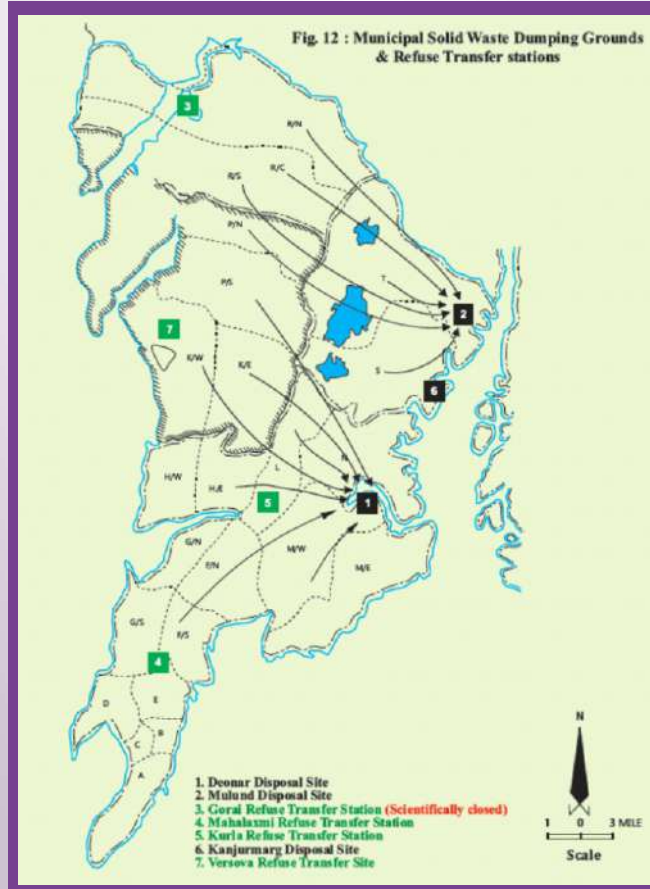 Fig. 12 : Municipal Solid Waste Dumping Grounds
& Refuse Transfer stations
3
R/N
R/C
R/S
P/N
T
P/S
2
7
K/W
K/E
S
6
N
L
H/W
H/E
5
1
G/N
F/N
M/W
M/E
G/S
F/S
4
D
E
B
C
A
N
1 0 3 MILE
Scale
1. Deonar Disposal Site
2. Mulund Disposal Site
3. Gorai Refuse Transfer Station (Scientifically closed)
4. Mahalaxmi Refuse Transfer Station
5. Kurla Refuse Transfer Station
6. Kanjurmarg Disposal Site
7. Versova Refuse Transfer Site